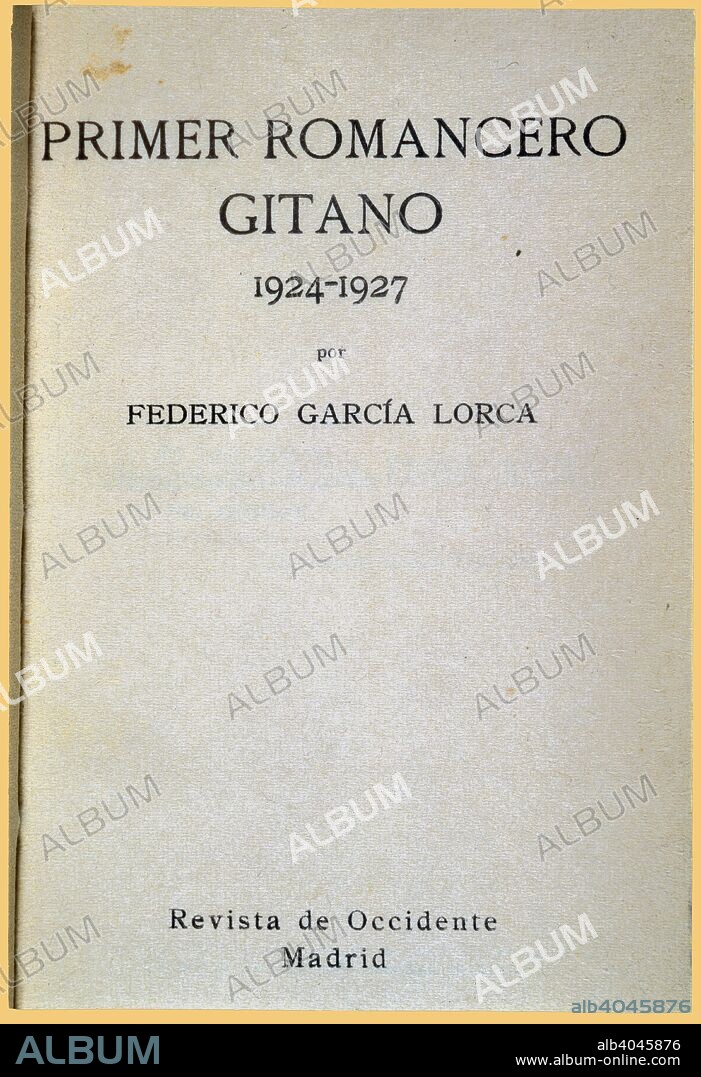 PRIMER ROMANCERO
GITANO
1924-1927
por
FEDERICO GARCÍA LORCA
Revista de Occidente
Madrid
ALBUM
alb4045876
ALBUM
alb4045876
www.album-online.com